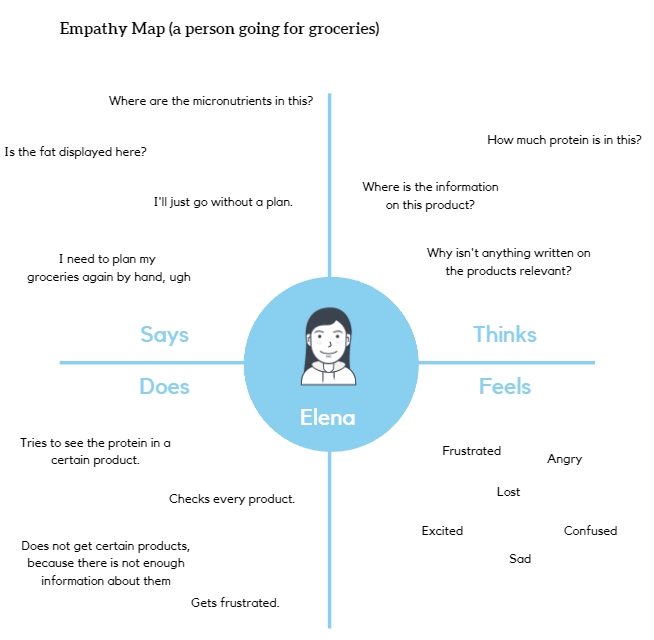 Empathy Map (a person going for groceries)
Where are the micronutrients in this?
Is the fat displayed here?
I'll just go without a plan.
I need to plan my
groceries again by hand, ugh
Says
How much protein is in this?
Where is the information
on this product?
Why isn't anything written on
the products relevant?
Thinks
Elena
Does
Tries to see the protein in a
certain product.
Checks every product.
Does not get certain products,
because there is not enough
information about them
Gets frustrated.
Feels
Frustrated
Angry
Lost
Excited
Confused
Sad